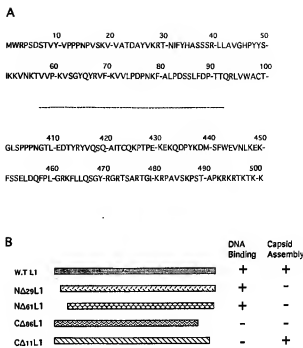 A
10 20 30 40 50
MWRPSDSTVY-VPPPNPVSKV-VATDAYVKRT-NIFYHASSSR-LLAVGHPYYS-
60 70 80 90 100
IKKVNKTVVP-KVSGYQYRVF-KVVLPDPNKF-ALPDSSLFDP-TTQRLVWACT-
410 420 430 440 450
GLSPPPNGTL-EDTYRYVQSQ-AITCQKPTPE-KEKQDPYKDM-SFWEVNLKEK-
460 470 480 490 500
FSSELDQFPL-GRKFLLQSGY-RGRTSARTGI-KRPAVSKPST-APKRKRTKTK-K
B
DNA Binding Capsid Assembly
W.T L1 + +
NΔ29L1 + -
NΔ61L1 + -
CΔ86L1 - -
CΔ11L1 - +